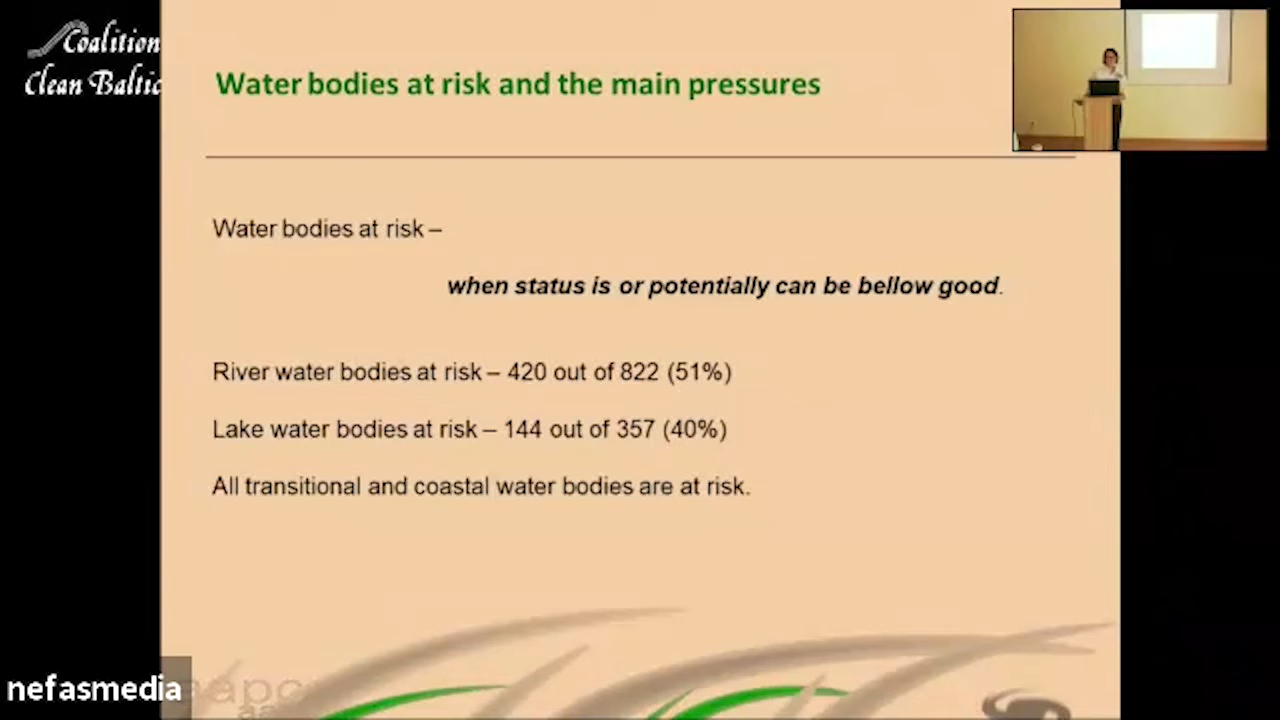 Coalition
Clean Baltic
Water bodies at risk and the main pressures
Water bodies at risk –
when status is or potentially can be bellow good.
River water bodies at risk – 420 out of 822 (51%)
Lake water bodies at risk – 144 out of 357 (40%)
All transitional and coastal water bodies are at risk.
nefasmedia